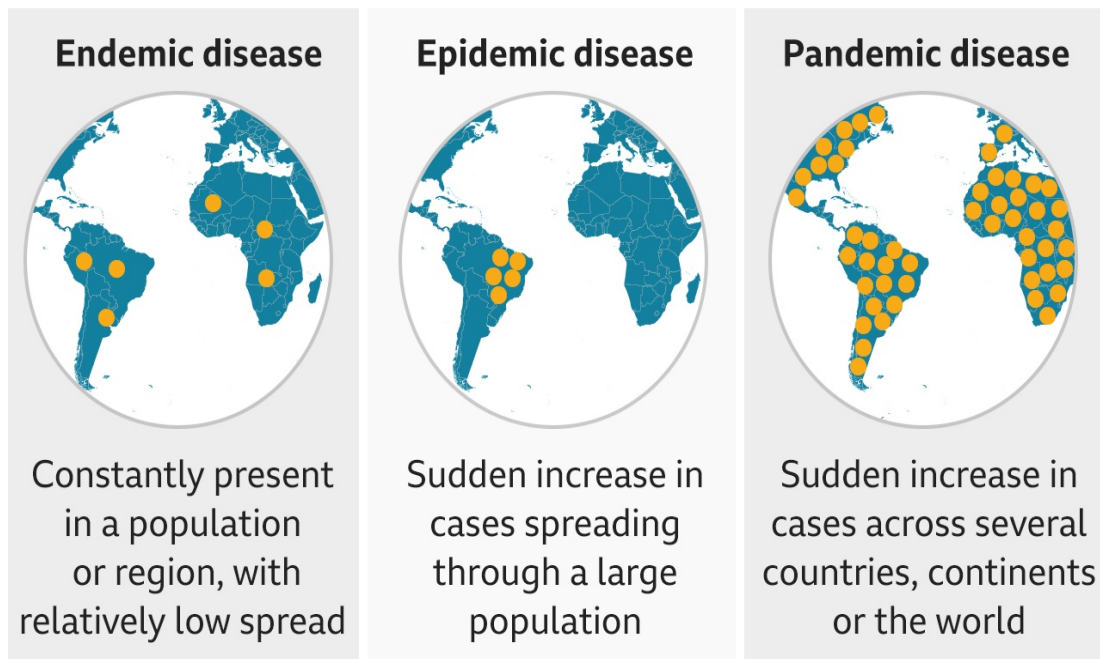 Endemic disease
Constantly present
in a population
or region, with
relatively low spread
Epidemic disease
Sudden increase in
cases spreading
through a large
population
Pandemic disease
Sudden increase in
cases across several
countries, continents
or the world